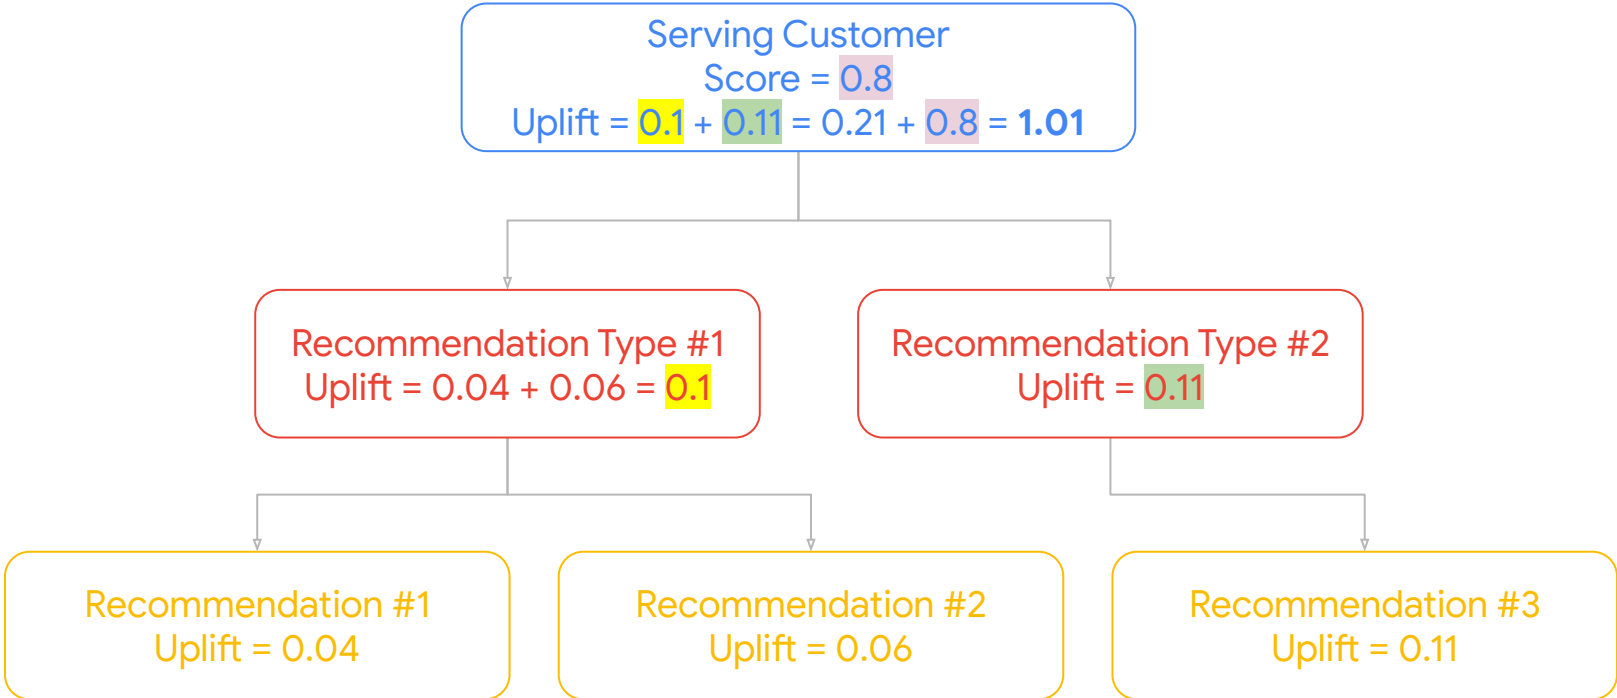 Serving Customer
Score = 0.8
Uplift = 0.1 + 0.11 = 0.21 + 0.8 = 1.01
Recommendation Type #1
Uplift = 0.04 + 0.06 = 0.1
Recommendation Type #2
Uplift = 0.11
Recommendation #1
Uplift = 0.04
Recommendation #2
Uplift = 0.06
Recommendation #3
Uplift = 0.11